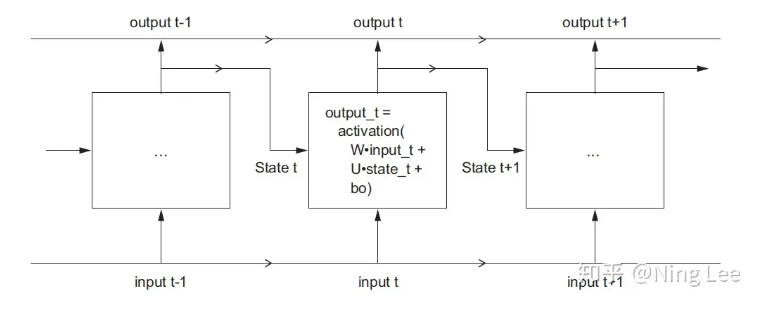 output t-1
output t
output t+1
...
output_t =
activation(
W•input_t +
U•state_t +
bo)
...
State t
State t+1
input t-1
input t
input t+1
知乎 @Ning Lee